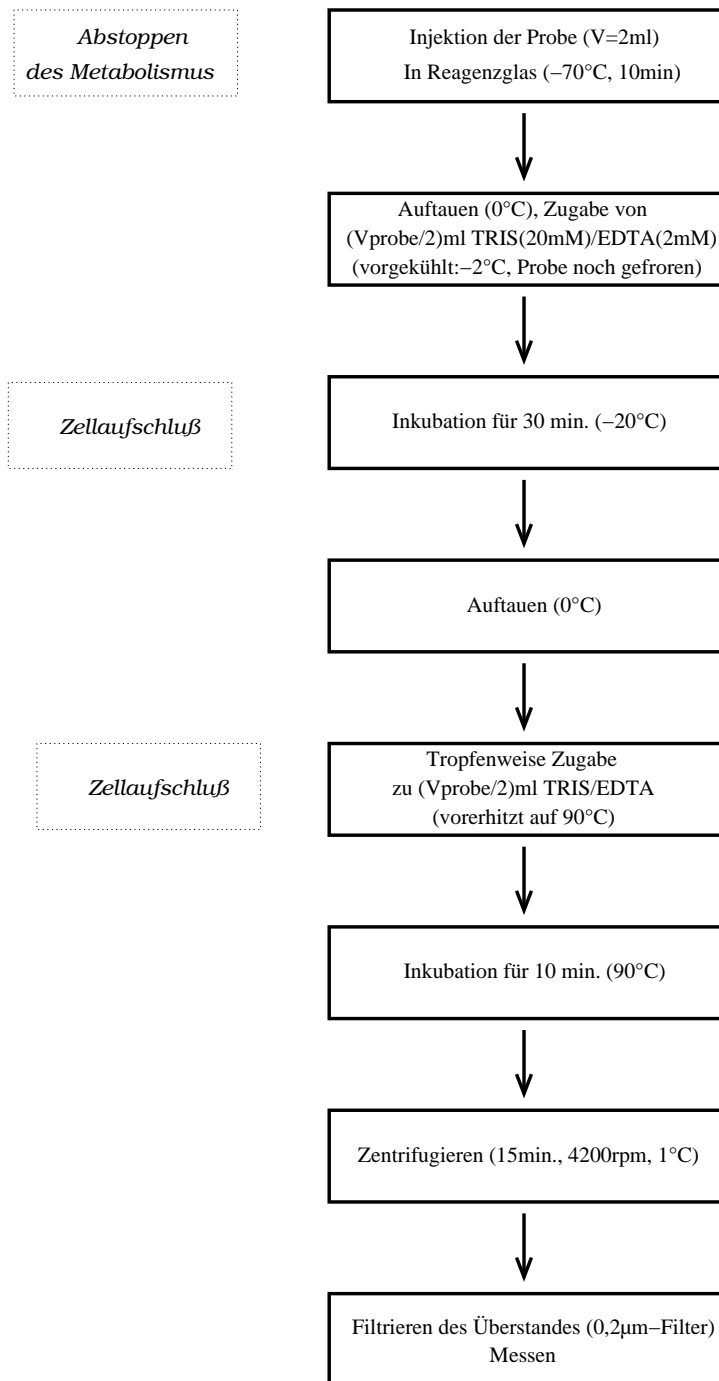 Abstoppen
des Metabolismus
Injektion der Probe (V=2ml)
In Reagenzglas (−70°C, 10min)
Auftauen (0°C), Zugabe von
(Vprobe/2)ml TRIS(20mM)/EDTA(2mM)
(vorgekühlt:−2°C, Probe noch gefroren)
Zellaufschluß
Inkubation für 30 min. (−20°C)
Auftauen (0°C)
Zellaufschluß
Tropfenweise Zugabe
zu (Vprobe/2)ml TRIS/EDTA
(vorerhitzt auf 90°C)
Inkubation für 10 min. (90°C)
Zentrifugieren (15min., 4200rpm, 1°C)
Filtrieren des Überstandes (0,2µm−Filter)
Messen